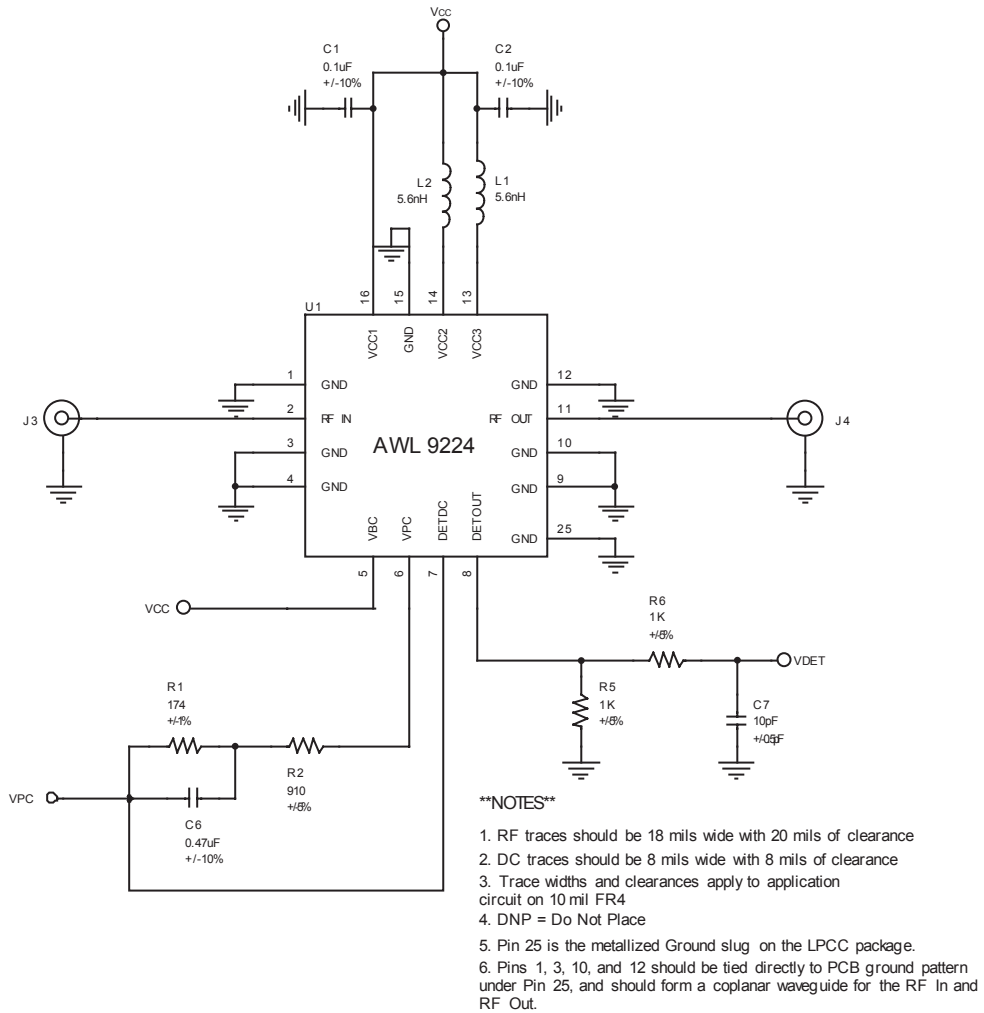 Vcc
C1
0.1uF
+/-10%
C2
0.1uF
+/-10%
L2
5.6nH
L1
5.6nH
U1
16
15
14
13
VCC1
GND
VCC2
VCC3
1
GND
GND
12
J3
2
RF IN
RF OUT
11
J4
3
GND
GND
10
AWL 9224
4
GND
GND
9
GND
25
VBC
VPC
DETDC
DETOUT
5
6
7
8
VCC
R6
1K
+/-5%
VDET
R5
1K
+/-5%
C7
10pF
+/-0.5pF
R1
174
+/-1%
R2
910
+/-5%
VPC
C6
0.47uF
+/-10%
**NOTES**
1. RF traces should be 18 mils wide with 20 mils of clearance
2. DC traces should be 8 mils wide with 8 mils of clearance
3. Trace widths and clearances apply to application
circuit on 10 mil FR4
4. DNP = Do Not Place
5. Pin 25 is the metallized Ground slug on the LPCC package.
6. Pins 1, 3, 10, and 12 should be tied directly to PCB ground pattern
under Pin 25, and should form a coplanar waveguide for the RF In and
RF Out.